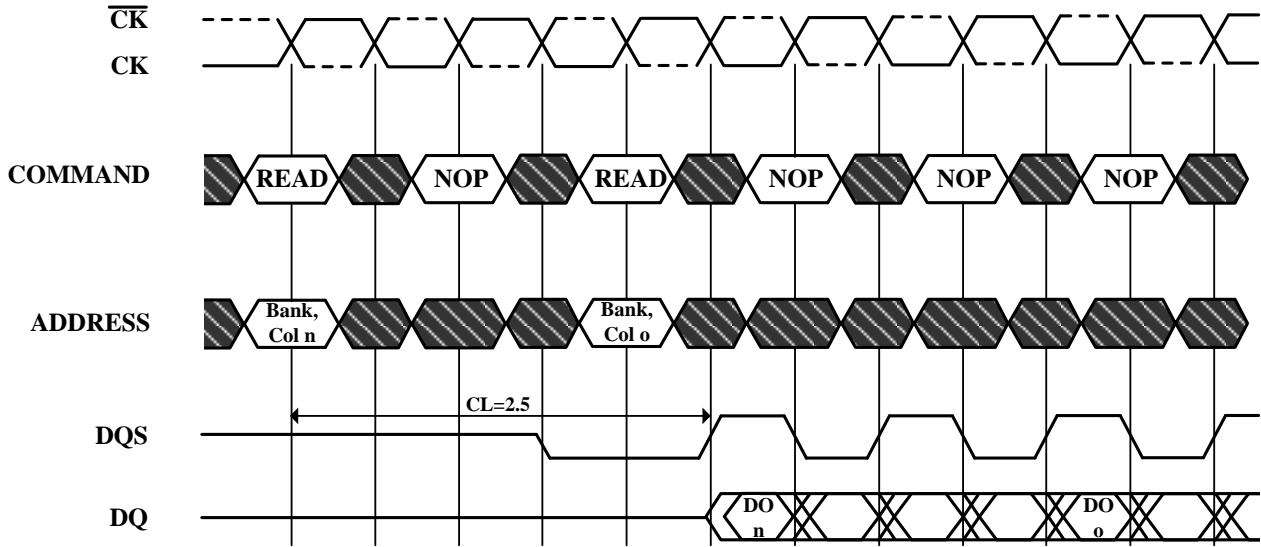 CK
CK
COMMAND
READ
NOP
READ
NOP
NOP
NOP
ADDRESS
Bank,
Col n
Bank,
Col o
CL=2.5
DQS
DQ
DO
n
DO
o